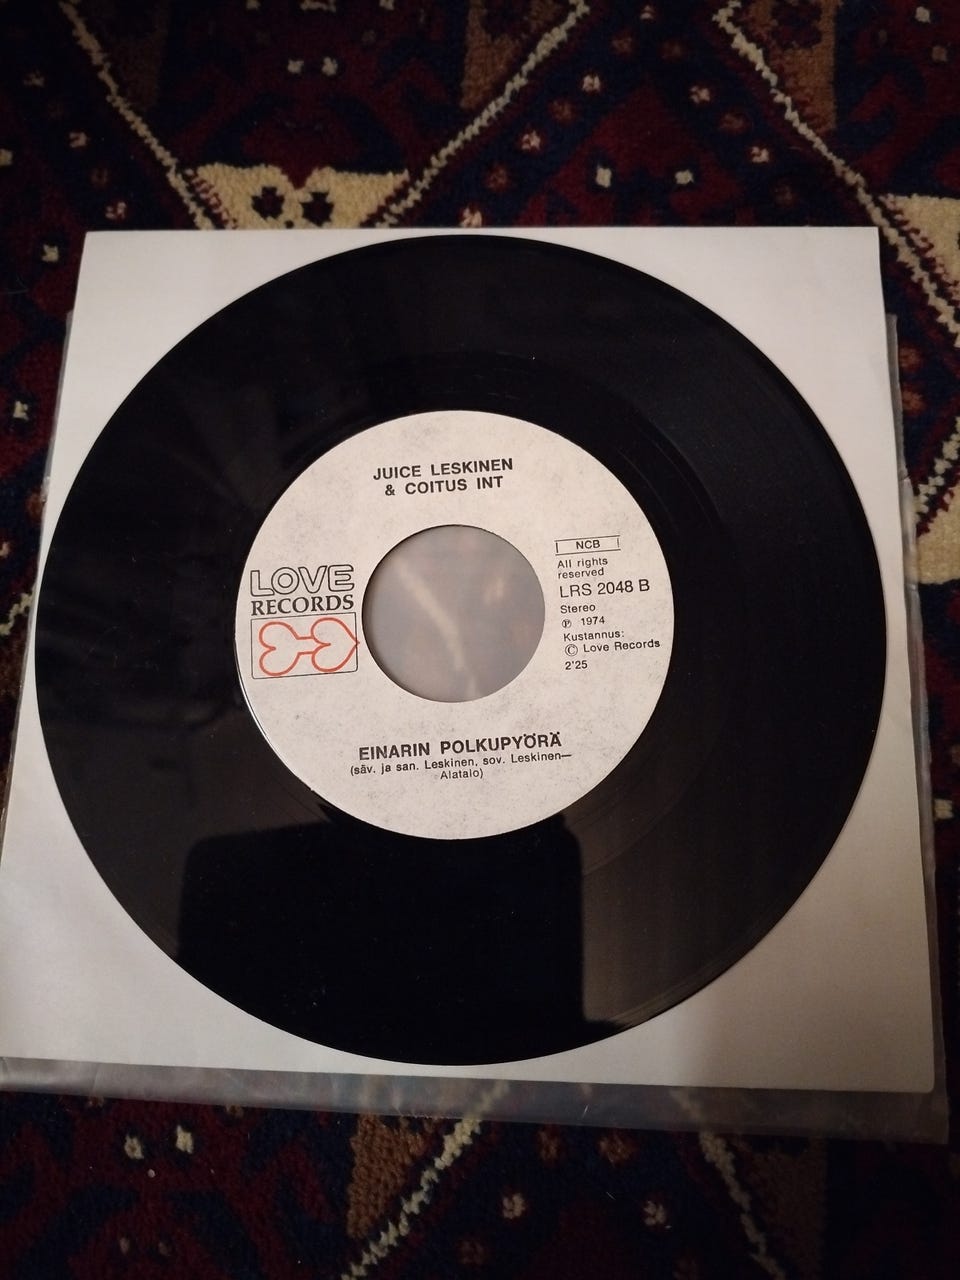 JUICE LESKINEN
& COITUS INT
LOVE
RECORDS
NCB
All rights
reserved
LRS 2048 B
Stereo
℗ 1974
Kustannus:
© Love Records
2'25
EINARIN POLKUPYÖRÄ
(säv. ja san. Leskinen, sov. Leskinen—
Alatalo)